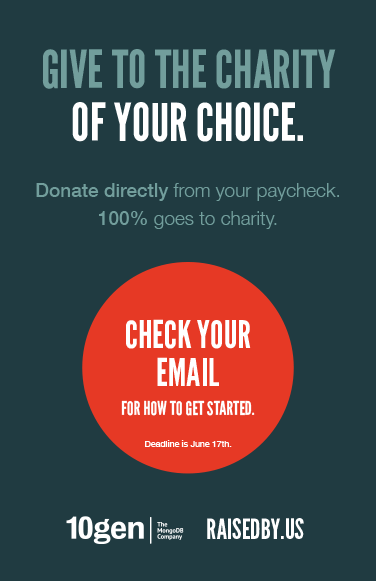 GIVE TO THE CHARITY
OF YOUR CHOICE.
Donate directly from your paycheck.
100% goes to charity.
CHECK YOUR
EMAIL
FOR HOW TO GET STARTED.
Deadline is June 17th.
10gen | The MongoDB Company
RAISEDBY.US